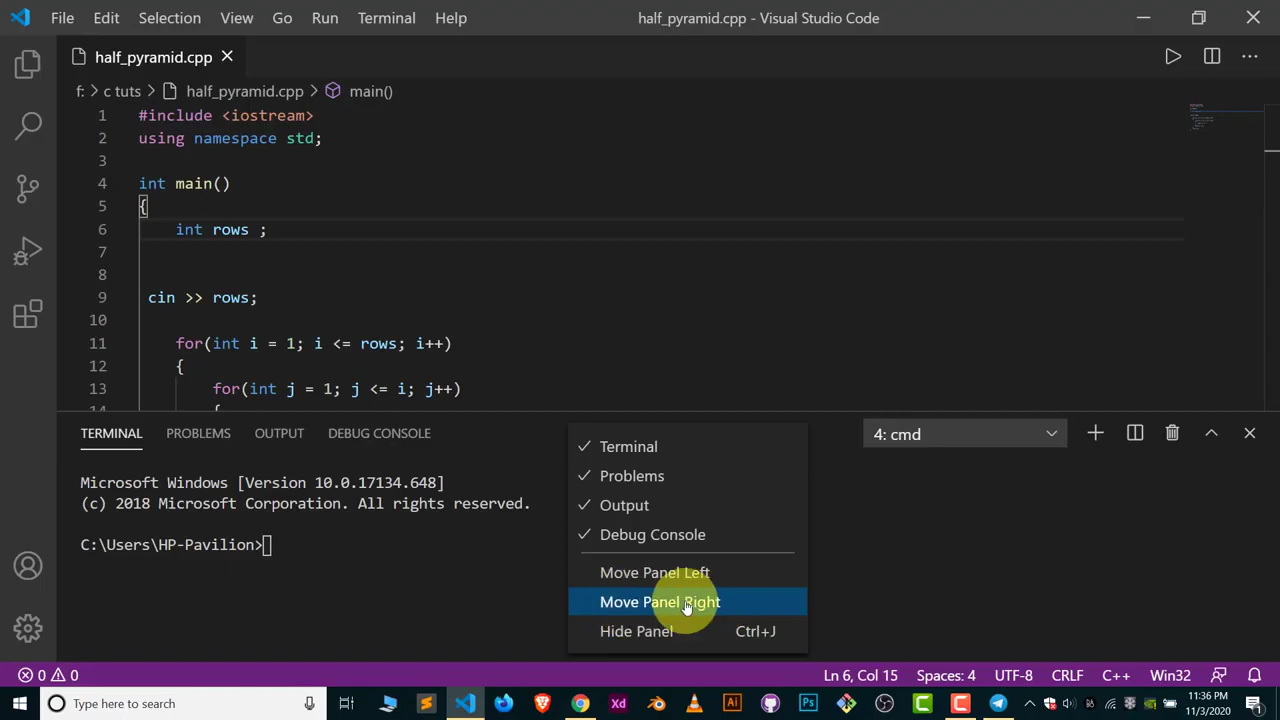 File Edit Selection View Go Run Terminal Help half_pyramid.cpp - Visual Studio Code
half_pyramid.cpp
f: > c tuts > half_pyramid.cpp > main()
1 #include <iostream>
2 using namespace std;
3
4 int main()
5 {
6 int rows ;
7
8
9 cin >> rows;
10
11 for(int i = 1; i <= rows; i++)
12 {
13 for(int j = 1; j <= i; j++)
14 {
TERMINAL PROBLEMS OUTPUT DEBUG CONSOLE 4: cmd
Microsoft Windows [Version 10.0.17134.648]
(c) 2018 Microsoft Corporation. All rights reserved.
C:\Users\HP-Pavilion>
Terminal
Problems
Output
Debug Console
Move Panel Left
Move Panel Right
Hide Panel Ctrl+J
0 0 Ln 6, Col 15 Spaces: 4 UTF-8 CRLF C++ Win32
Type here to search
Xd Ai Ps
11:36 PM
11/3/2020